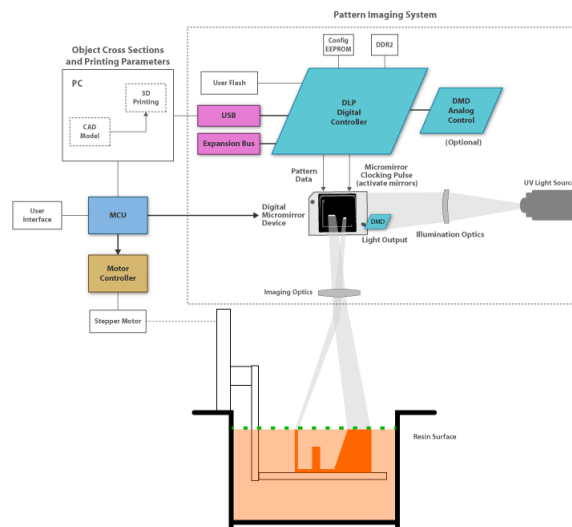 Pattern Imaging System
Object Cross Sections
and Printing Parameters
PC
3D
Printing
CAD
Model
Config
EEPROM
DDR2
User Flash
USB
Expansion Bus
DLP
Digital
Controller
DMD
Analog
Control
(Optional)
Pattern
Data
Micromirror
Clocking Pulse
(activate mirrors)
UV Light Source
User
Interface
MCU
Digital
Micromirror
Device
DMD
Light Output
Illumination Optics
Motor
Controller
Imaging Optics
Stepper Motor
Resin Surface